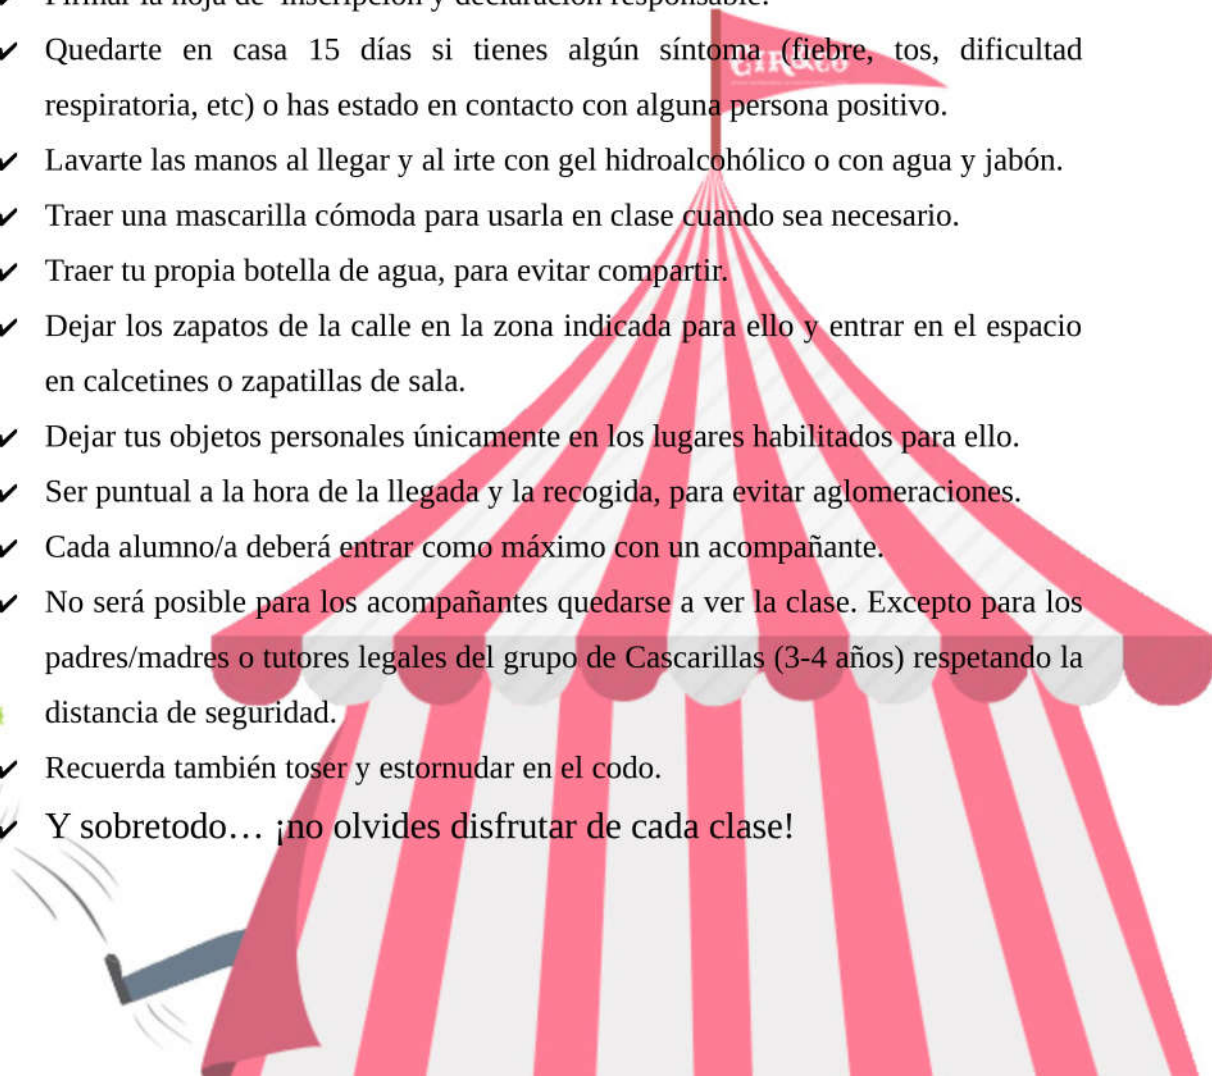 Firmar la hoja de inscripción y declaración responsable.
✔ Quedarte en casa 15 días si tienes algún síntoma (fiebre, tos, dificultad
respiratoria, etc) o has estado en contacto con alguna persona positivo.
✔ Lavarte las manos al llegar y al irte con gel hidroalcohólico o con agua y jabón.
✔ Traer una mascarilla cómoda para usarla en clase cuando sea necesario.
✔ Traer tu propia botella de agua, para evitar compartir.
✔ Dejar los zapatos de la calle en la zona indicada para ello y entrar en el espacio
en calcetines o zapatillas de sala.
✔ Dejar tus objetos personales únicamente en los lugares habilitados para ello.
✔ Ser puntual a la hora de la llegada y la recogida, para evitar aglomeraciones.
✔ Cada alumno/a deberá entrar como máximo con un acompañante.
✔ No será posible para los acompañantes quedarse a ver la clase. Excepto para los
padres/madres o tutores legales del grupo de Cascarillas (3-4 años) respetando la
distancia de seguridad.
✔ Recuerda también toser y estornudar en el codo.
✔ Y sobretodo… ¡no olvides disfrutar de cada clase!